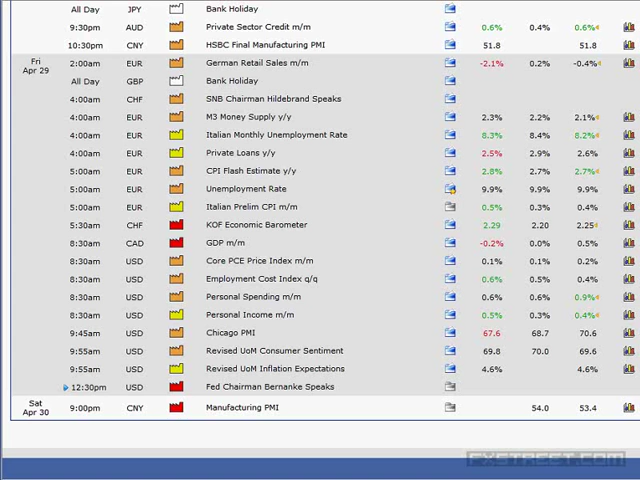 All Day JPY Bank Holiday
9:30pm AUD Private Sector Credit m/m 0.6% 0.4% 0.6%
10:30pm CNY HSBC Final Manufacturing PMI 51.8 51.8
Fri Apr 29 2:00am EUR German Retail Sales m/m -2.1% 0.2% -0.4%
All Day GBP Bank Holiday
4:00am CHF SNB Chairman Hildebrand Speaks
4:00am EUR M3 Money Supply y/y 2.3% 2.2% 2.1%
4:00am EUR Italian Monthly Unemployment Rate 8.3% 8.4% 8.2%
4:00am EUR Private Loans y/y 2.5% 2.9% 2.6%
5:00am EUR CPI Flash Estimate y/y 2.8% 2.7% 2.7%
5:00am EUR Unemployment Rate 9.9% 9.9% 9.9%
5:00am EUR Italian Prelim CPI m/m 0.5% 0.3% 0.4%
5:30am CHF KOF Economic Barometer 2.29 2.20 2.25
8:30am CAD GDP m/m -0.2% 0.0% 0.5%
8:30am USD Core PCE Price Index m/m 0.1% 0.1% 0.2%
8:30am USD Employment Cost Index q/q 0.6% 0.5% 0.4%
8:30am USD Personal Spending m/m 0.6% 0.6% 0.9%
8:30am USD Personal Income m/m 0.5% 0.3% 0.4%
9:45am USD Chicago PMI 67.6 68.7 70.6
9:55am USD Revised UoM Consumer Sentiment 69.8 70.0 69.6
9:55am USD Revised UoM Inflation Expectations 4.6% 4.6%
12:30pm USD Fed Chairman Bernanke Speaks
Sat Apr 30 9:00pm CNY Manufacturing PMI 54.0 53.4
FXSTREET.COM